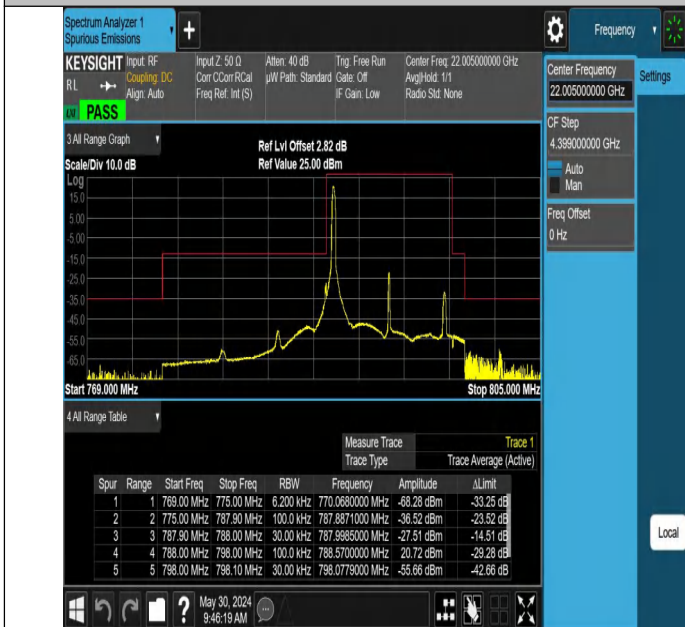 Spectrum Analyzer 1
Spurious Emissions
Frequency
KEYSIGHT
RL
LXI
PASS
Input: RF
Coupling: DC
Align: Auto
Input Z: 50 Ω
Corr CCorr RCal
Freq Ref: Int (S)
Atten: 40 dB
µW Path: Standard
Trig: Free Run
Gate: Off
IF Gain: Low
Center Freq: 22.005000000 GHz
Avg|Hold: 1/1
Radio Std: None
Center Frequency
22.005000000 GHz
Settings
CF Step
4.399000000 GHz
Auto
Man
Freq Offset
0 Hz
Local
3 All Range Graph
Scale/Div 10.0 dB
Ref Lvl Offset 2.82 dB
Ref Value 25.00 dBm
Log
15.0
5.00
-5.00
-15.0
-25.0
-35.0
-45.0
-55.0
-65.0
Start 769.000 MHz
Stop 805.000 MHz
4 All Range Table
Measure Trace Trace 1
Trace Type Trace Average (Active)
Spur Range Start Freq Stop Freq RBW Frequency Amplitude ΔLimit
1 1 769.00 MHz 775.00 MHz 6.200 kHz 770.0680000 MHz -68.28 dBm -33.25 dB
2 2 775.00 MHz 787.90 MHz 100.0 kHz 787.8871000 MHz -36.52 dBm -23.52 dB
3 3 787.90 MHz 788.00 MHz 30.00 kHz 787.9985000 MHz -27.51 dBm -14.51 dB
4 4 788.00 MHz 798.00 MHz 100.0 kHz 788.5700000 MHz 20.72 dBm -29.28 dB
5 5 798.00 MHz 798.10 MHz 30.00 kHz 798.0779000 MHz -55.66 dBm -42.66 dB
May 30, 2024
9:46:19 AM